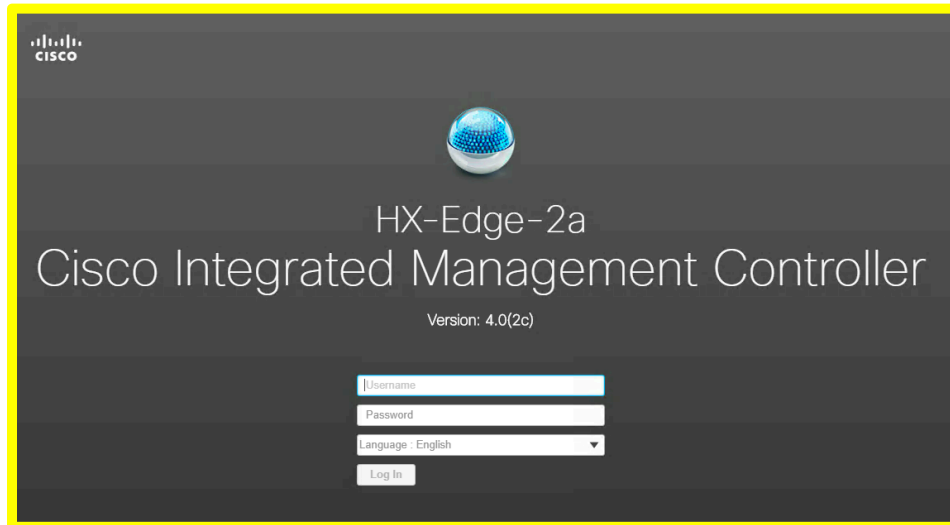 CISCO
HX-Edge-2a
Cisco Integrated Management Controller
Version: 4.0(2c)
Username
Password
Language : English
Log In